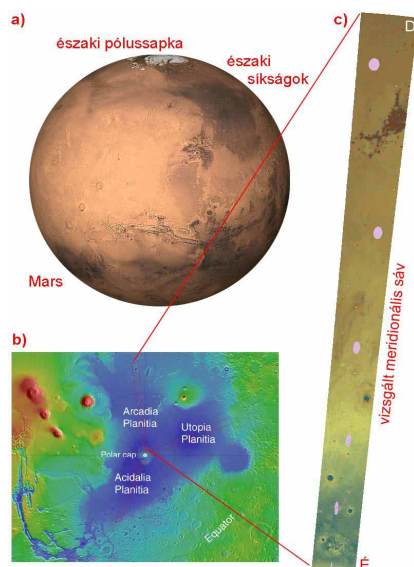 a)
északi pólussapka
északi
síkságok
Mars
b)
Arcadia
Planitia
Utopia
Planitia
Polar cap
Acidalia
Planitia
Equator
c)
D
vizsgált meridionális sáv
É